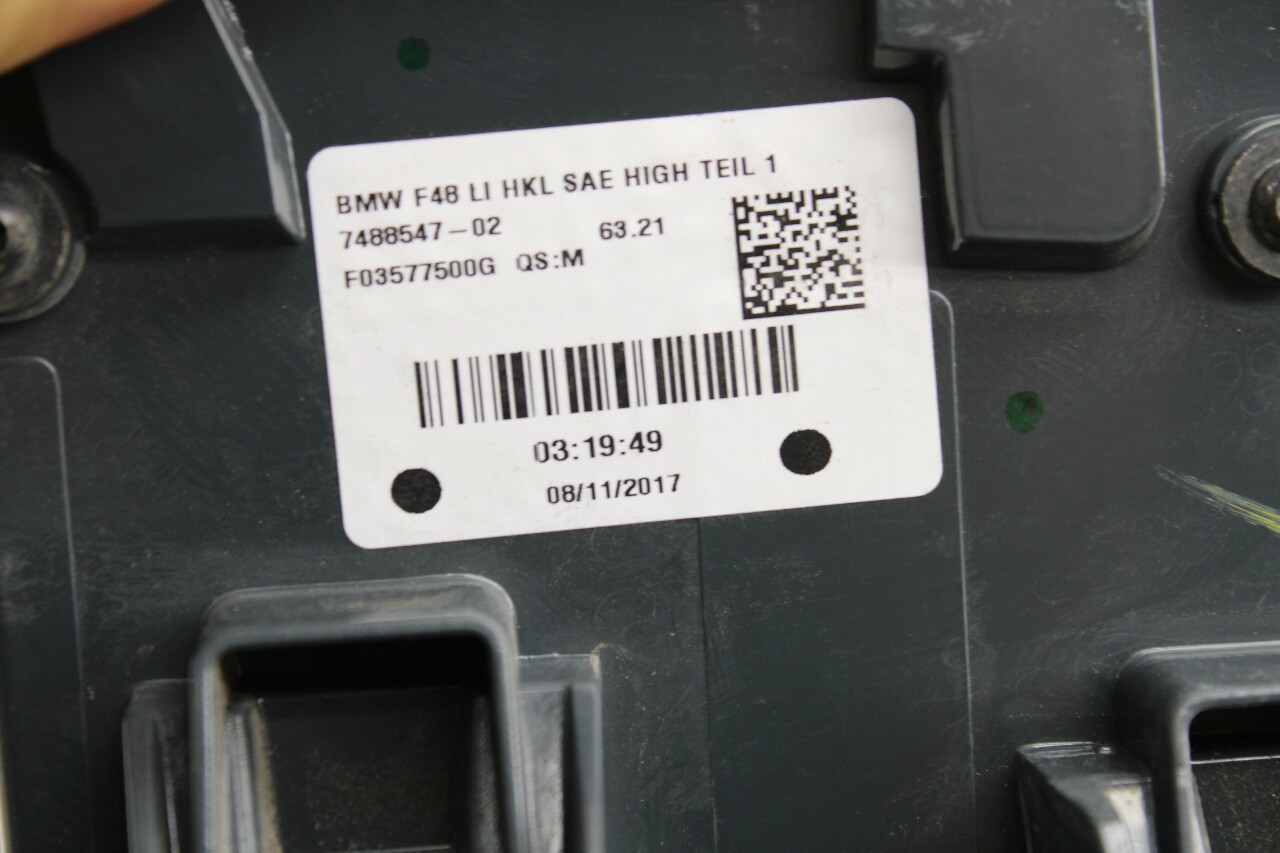 BMW F48 LI HKL SAE HIGH TEIL 1
7488547-02 63.21
F03577500G QS:M
03:19:49
08/11/2017